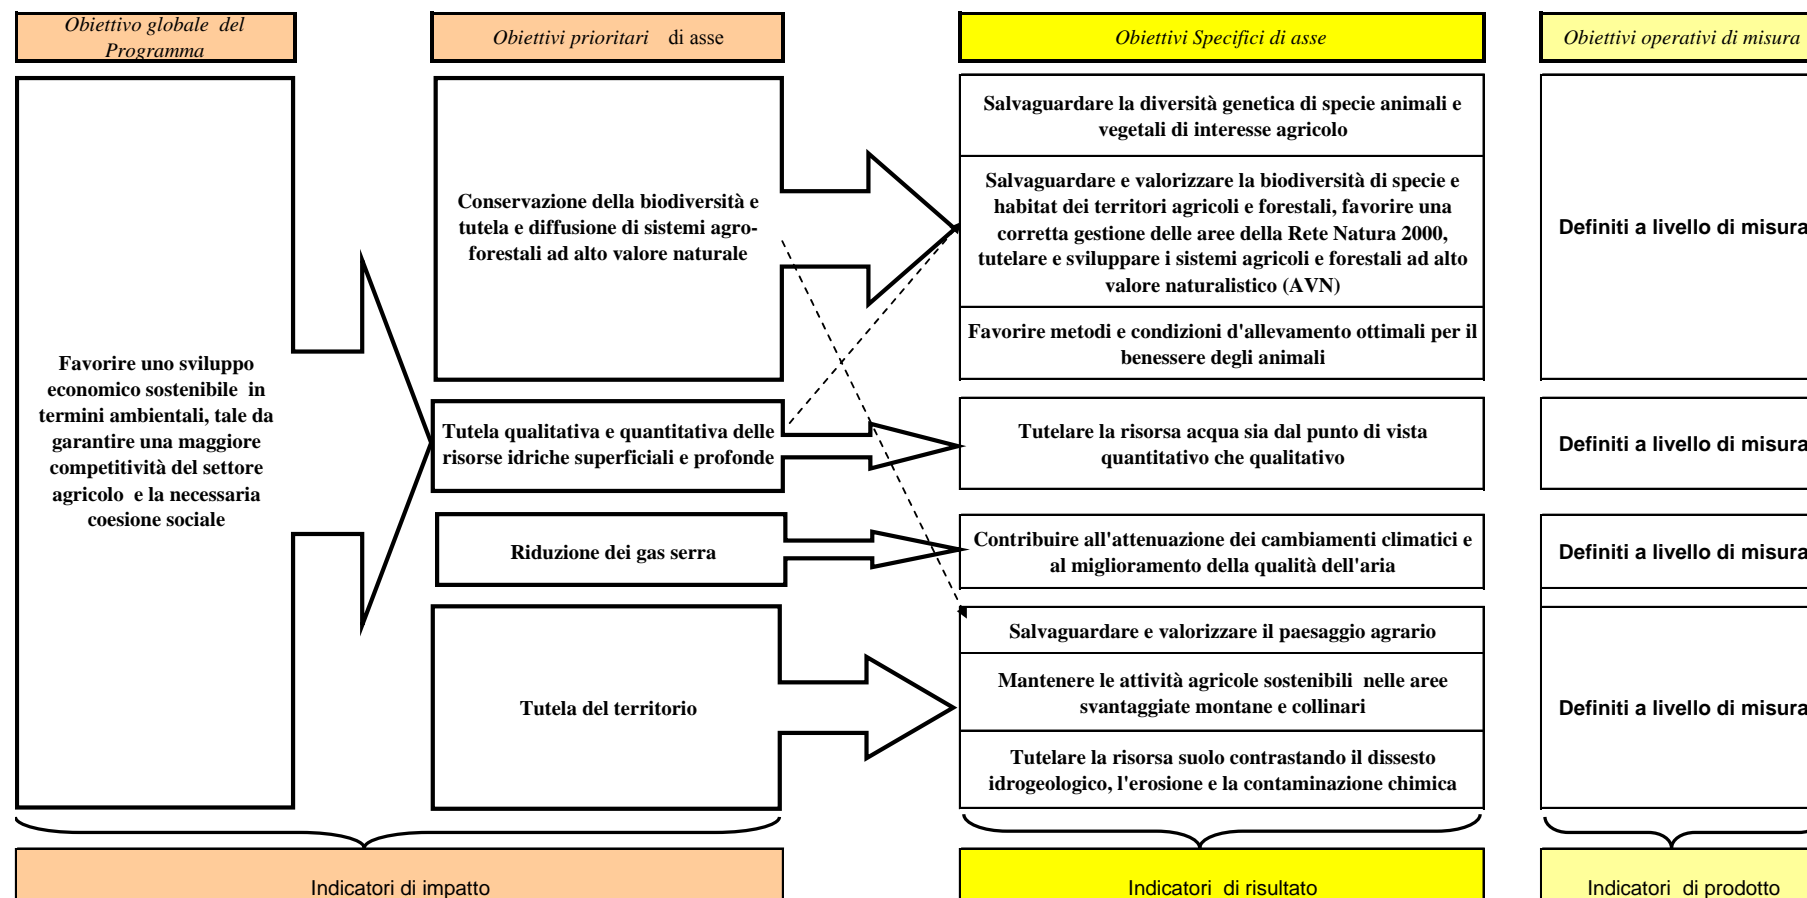 Obiettivo globale del
Programma
Obiettivi prioritari di asse
Obiettivi Specifici di asse
Obiettivi operativi di misura
Favorire uno sviluppo
economico sostenibile in
termini ambientali, tale da
garantire una maggiore
competitività del settore
agricolo e la necessaria
coesione sociale
Conservazione della biodiversità e
tutela e diffusione di sistemi agro-
forestali ad alto valore naturale
Salvaguardare la diversità genetica di specie animali e
vegetali di interesse agricolo
Salvaguardare e valorizzare la biodiversità di specie e
habitat dei territori agricoli e forestali, favorire una
corretta gestione delle aree della Rete Natura 2000,
tutelare e sviluppare i sistemi agricoli e forestali ad alto
valore naturalistico (AVN)
Favorire metodi e condizioni d'allevamento ottimali per il
benessere degli animali
Definiti a livello di misura
Tutela qualitativa e quantitativa delle
risorse idriche superficiali e profonde
Tutelare la risorsa acqua sia dal punto di vista
quantitativo che qualitativo
Definiti a livello di misura
Riduzione dei gas serra
Contribuire all'attenuazione dei cambiamenti climatici e
al miglioramento della qualità dell'aria
Definiti a livello di misura
Tutela del territorio
Salvaguardare e valorizzare il paesaggio agrario
Mantenere le attività agricole sostenibili nelle aree
svantaggiate montane e collinari
Tutelare la risorsa suolo contrastando il dissesto
idrogeologico, l'erosione e la contaminazione chimica
Definiti a livello di misura
Indicatori di impatto
Indicatori di risultato
Indicatori di prodotto